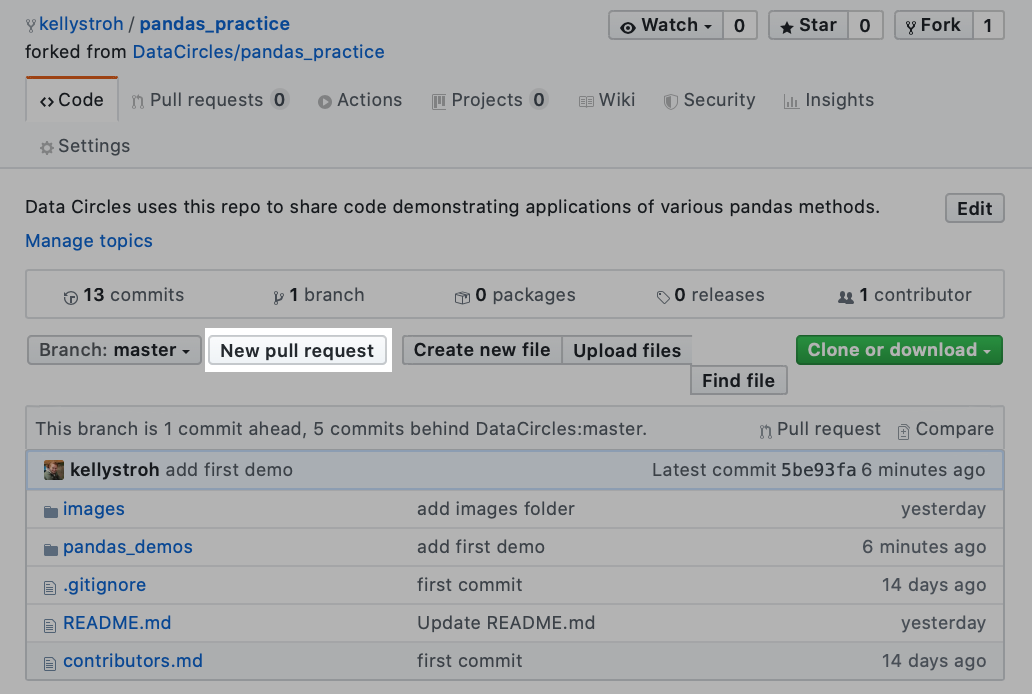 kellystroh / pandas_practice
Watch 0 Star 0 Fork 1
forked from DataCircles/pandas_practice
Code Pull requests 0 Actions Projects 0 Wiki Security Insights
Settings
Data Circles uses this repo to share code demonstrating applications of various pandas methods. Edit
Manage topics
13 commits 1 branch 0 packages 0 releases 1 contributor
Branch: master New pull request Create new file Upload files Clone or download
Find file
This branch is 1 commit ahead, 5 commits behind DataCircles:master. Pull request Compare
kellystroh add first demo Latest commit 5be93fa 6 minutes ago
images add images folder yesterday
pandas_demos add first demo 6 minutes ago
.gitignore first commit 14 days ago
README.md Update README.md yesterday
contributors.md first commit 14 days ago